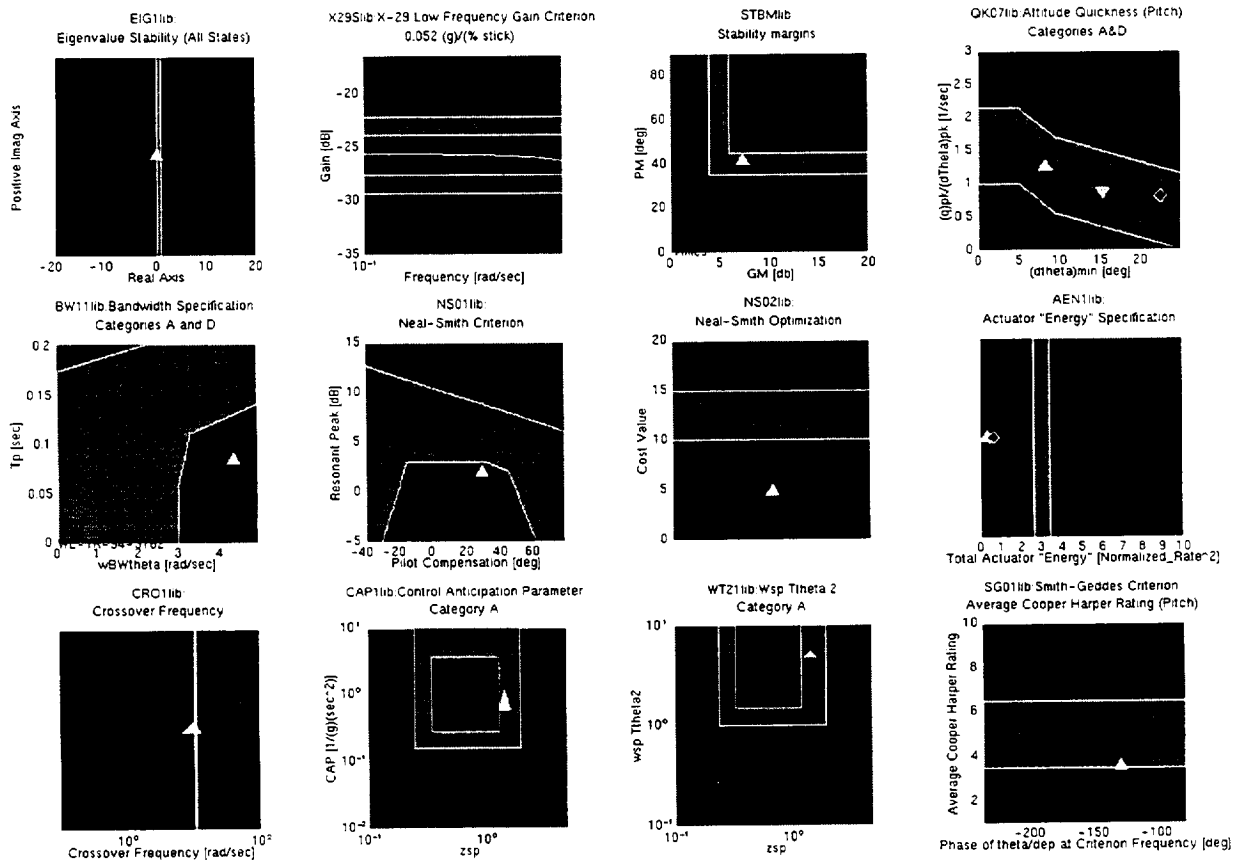 EIG1lib:
Eigenvalue Stability (All States)
Positive Imag Axis
-20 -10 0 10 20
Real Axis
X29Slib X-29 Low Frequency Gain Criterion
0.052 (g)/(% stick)
Gain [dB]
-20
-25
-30
-35
10⁻¹
Frequency [rad/sec]
STBMlib
Stability margins
PM [deg]
80
60
40
20
0
0 5 10 15 20
GM [db]
QK07lib:Attitude Quickness (Pitch)
Categories A&D
(q)pk/(dTheta)pk [1/sec]
3
2.5
2
1.5
1
0.5
0
0 5 10 15 20
(dtheta)min [deg]
BW11lib:Bandwidth Specification
Categories A and D
Tp [sec]
0.2
0.15
0.1
0.05
0
0 1 2 3 4
wBWtheta [rad/sec]
NS01lib:
Neal-Smith Criterion
Resonant Peak [dB]
15
10
5
0
-5
-40 -20 0 20 40 60
Pilot Compensation [deg]
NS02lib:
Neal-Smith Optimization
Cost Value
20
15
10
5
0
AEN1lib:
Actuator "Energy" Specification
0 1 2 3 4 5 6 7 8 9 10
Total Actuator "Energy" [Normalized_Rate^2]
CRO1lib:
Crossover Frequency
10⁰ 10²
Crossover Frequency [rad/sec]
CAP1lib:Control Anticipation Parameter
Category A
CAP [1/(g)(sec^2)]
10¹
10⁰
10⁻¹
10⁻²
10⁻¹ 10⁰
zsp
WT21lib:Wsp Ttheta 2
Category A
wsp Ttheta2
10¹
10⁰
10⁻¹
10⁻¹ 10⁰
zsp
SG01lib:Smith-Geddes Criterion
Average Cooper Harper Rating (Pitch)
Average Cooper Harper Rating
10
8
6
4
2
-200 -150 -100
Phase of theta/dep at Criterion Frequency [deg]